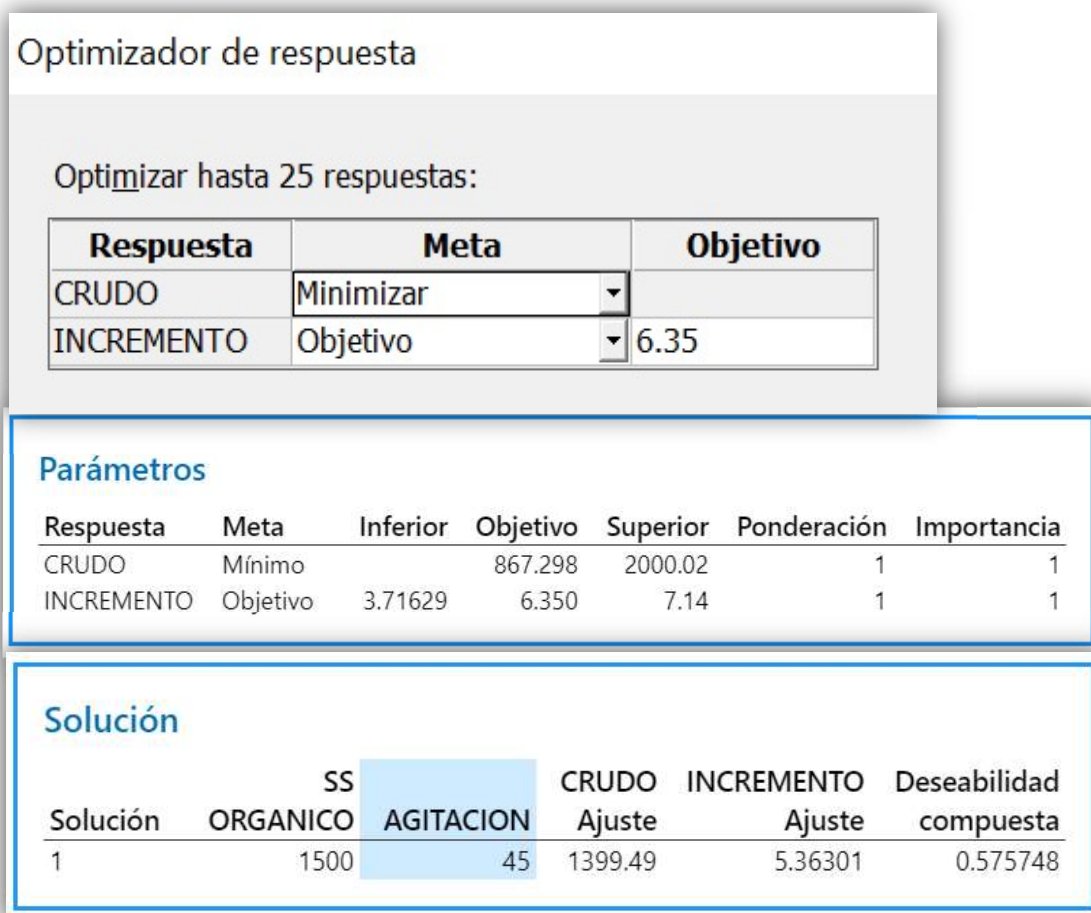 Optimizador de respuesta
Optimizar hasta 25 respuestas:
Respuesta Meta Objetivo
CRUDO Minimizar
INCREMENTO Objetivo 6.35
Parámetros
Respuesta Meta Inferior Objetivo Superior Ponderación Importancia
CRUDO Mínimo 867.298 2000.02 1 1
INCREMENTO Objetivo 3.71629 6.350 7.14 1 1
Solución
SS CRUDO INCREMENTO Deseabilidad
Solución ORGANICO AGITACION Ajuste Ajuste compuesta
1 1500 45 1399.49 5.36301 0.575748